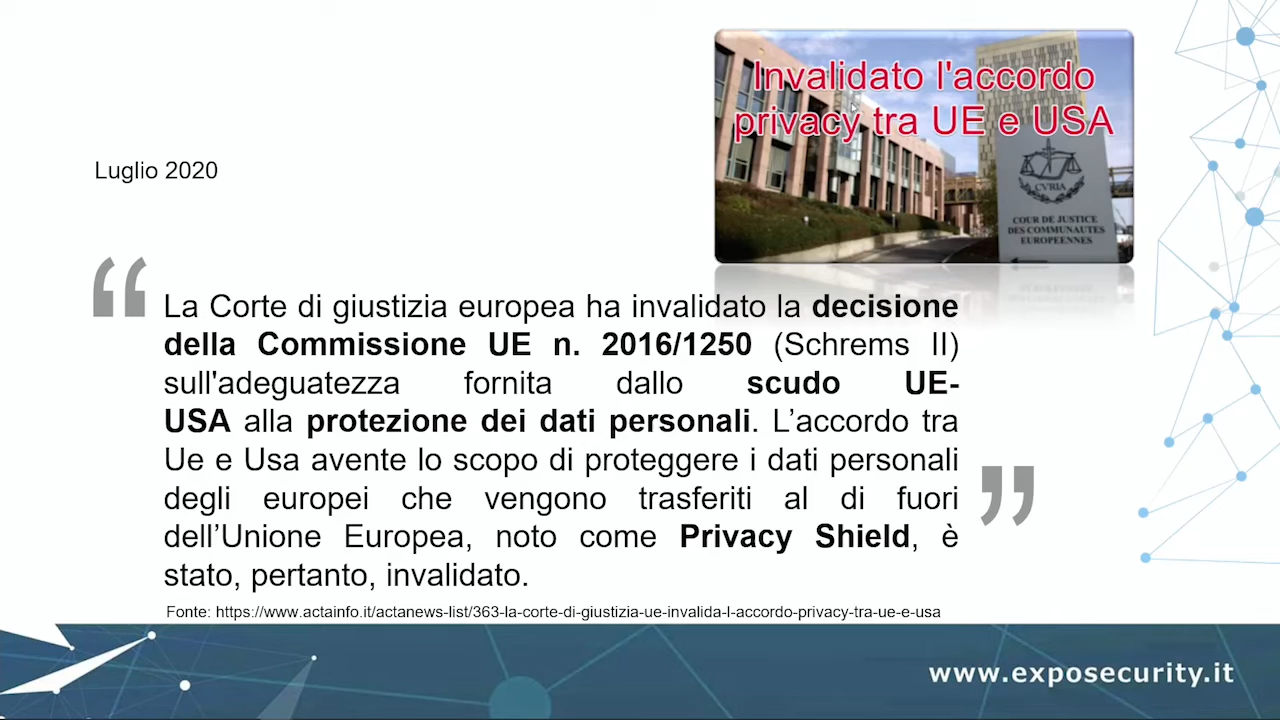 Invalidato l'accordo
privacy tra UE e USA
CVRIA
COUR DE JUSTICE
DES COMMUNAUTES
EUROPEENNES
Luglio 2020
“
La Corte di giustizia europea ha invalidato la decisione
della Commissione UE n. 2016/1250 (Schrems II)
sull'adeguatezza fornita dallo scudo UE-
USA alla protezione dei dati personali. L’accordo tra
Ue e Usa avente lo scopo di proteggere i dati personali
degli europei che vengono trasferiti al di fuori
dell’Unione Europea, noto come Privacy Shield, è
stato, pertanto, invalidato.
”
Fonte: https://www.actainfo.it/actanews-list/363-la-corte-di-giustizia-ue-invalida-l-accordo-privacy-tra-ue-e-usa
www.exposecurity.it